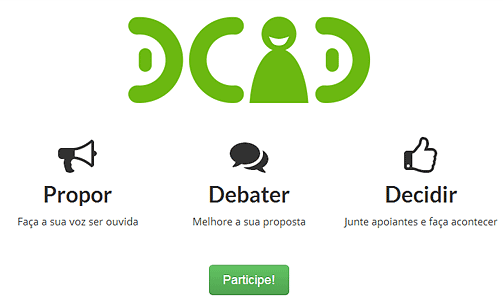 DCID
Propor
Debater
Decidir
Faça a sua voz ser ouvida
Melhore a sua proposta
Junte apoiantes e faça acontecer
Participe!